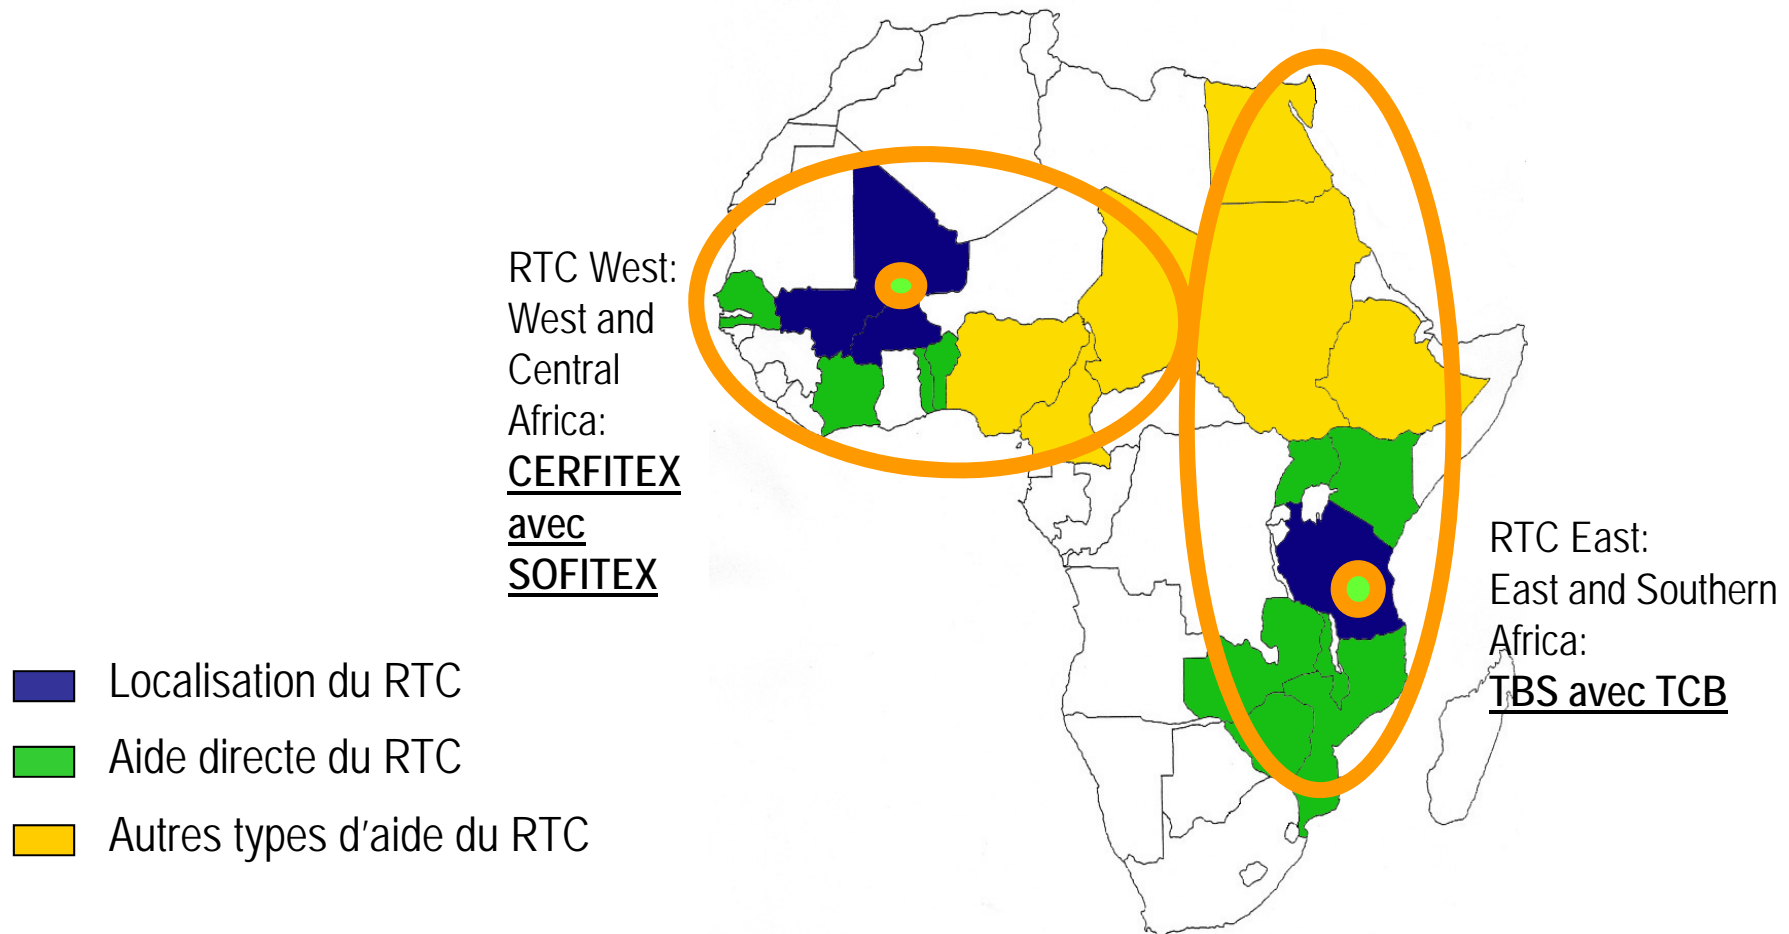 RTC West:
West and
Central
Africa:
CERFITEX
avec
SOFITEX
RTC East:
East and Southern
Africa:
TBS avec TCB
Localisation du RTC
Aide directe du RTC
Autres types d'aide du RTC